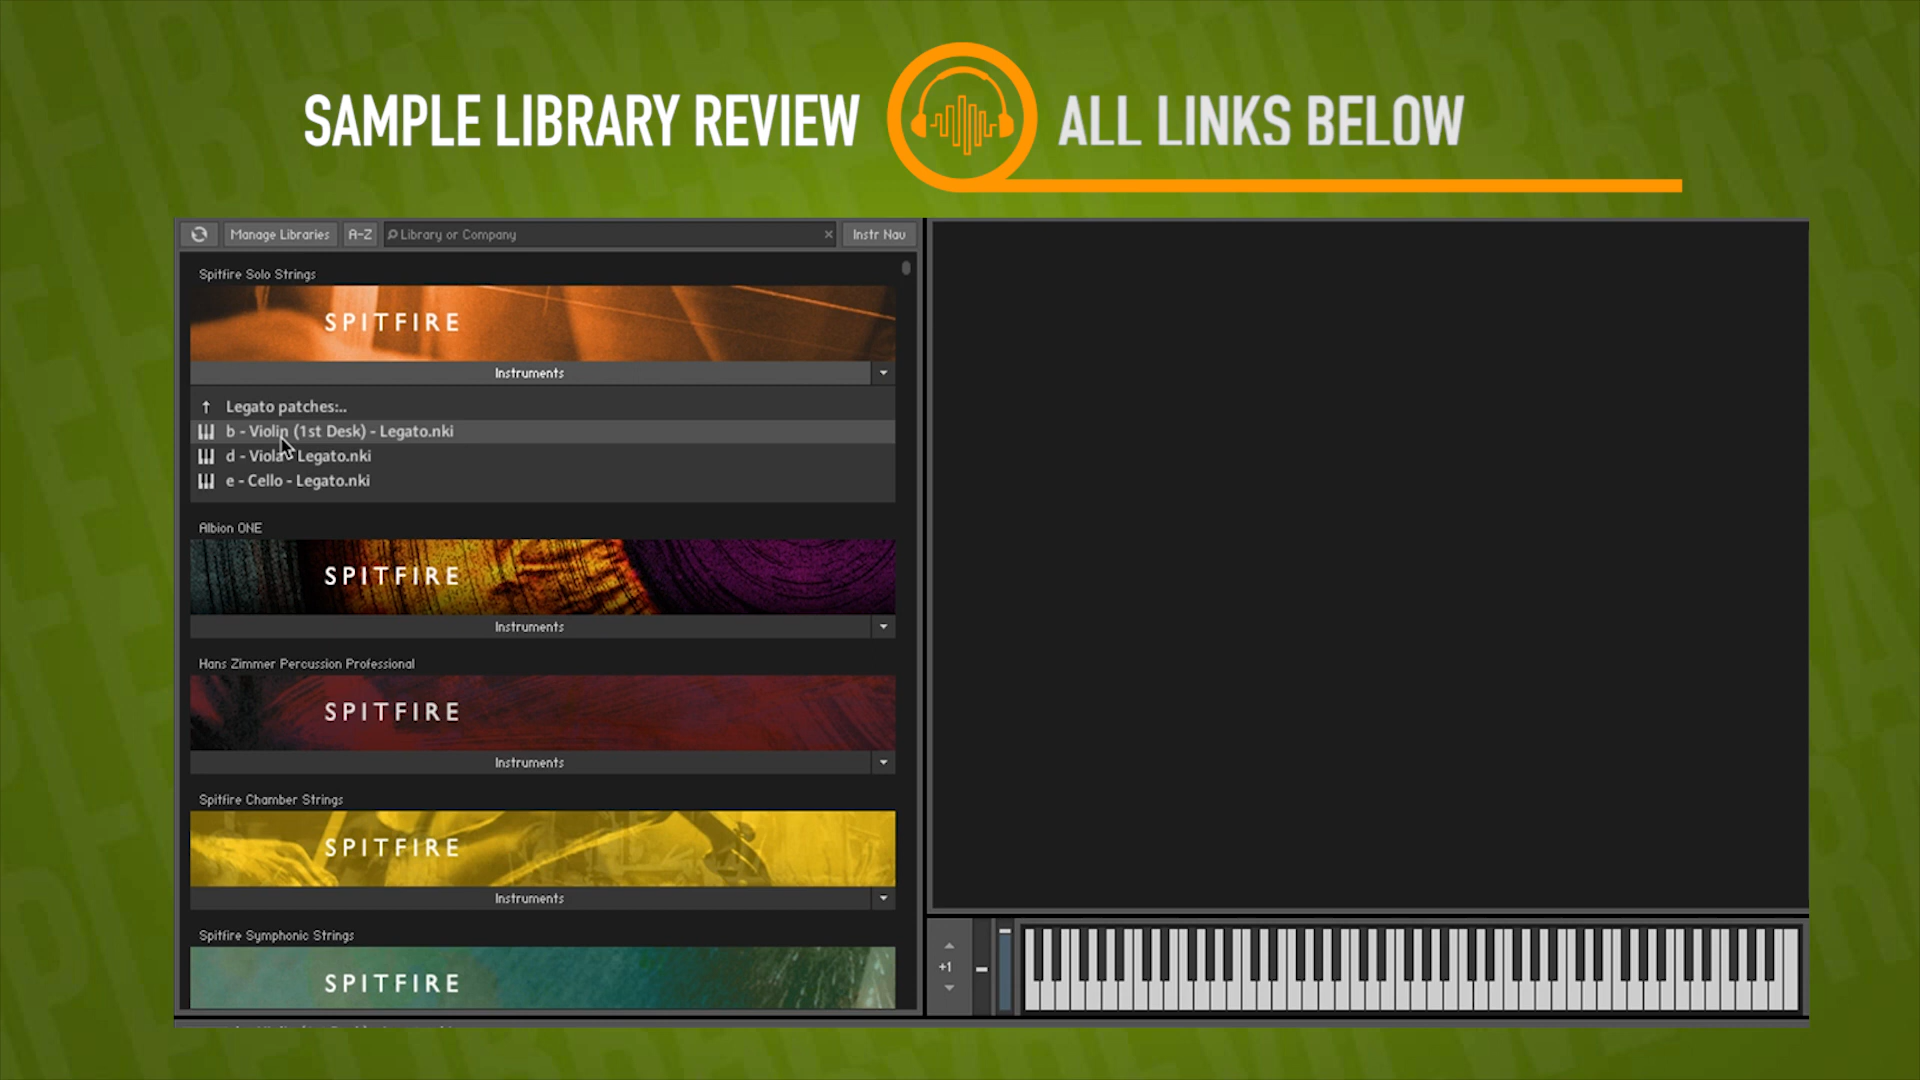 SAMPLE LIBRARY REVIEW
ALL LINKS BELOW
Manage Libraries
A-Z
Library or Company
×
Instr Nav
Spitfire Solo Strings
SPITFIRE
Instruments
Legato patches:..
b - Violin (1st Desk) - Legato.nki
d - Viola - Legato.nki
e - Cello - Legato.nki
Albion ONE
SPITFIRE
Instruments
Hans Zimmer Percussion Professional
SPITFIRE
Instruments
Spitfire Chamber Strings
SPITFIRE
Instruments
Spitfire Symphonic Strings
SPITFIRE
+1